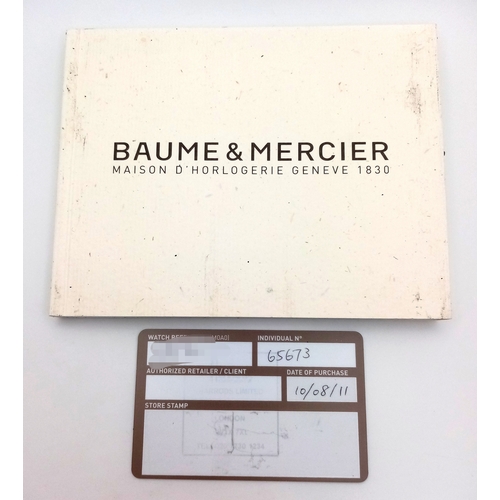 BAUME & MERCIER
MAISON D'HORLOGERIE GENEVE 1830
WATCH INDIVIDUAL N°
65673
AUTHORIZED RETAILER / CLIENT DATE OF PURCHASE
10/08/11
STORE STAMP